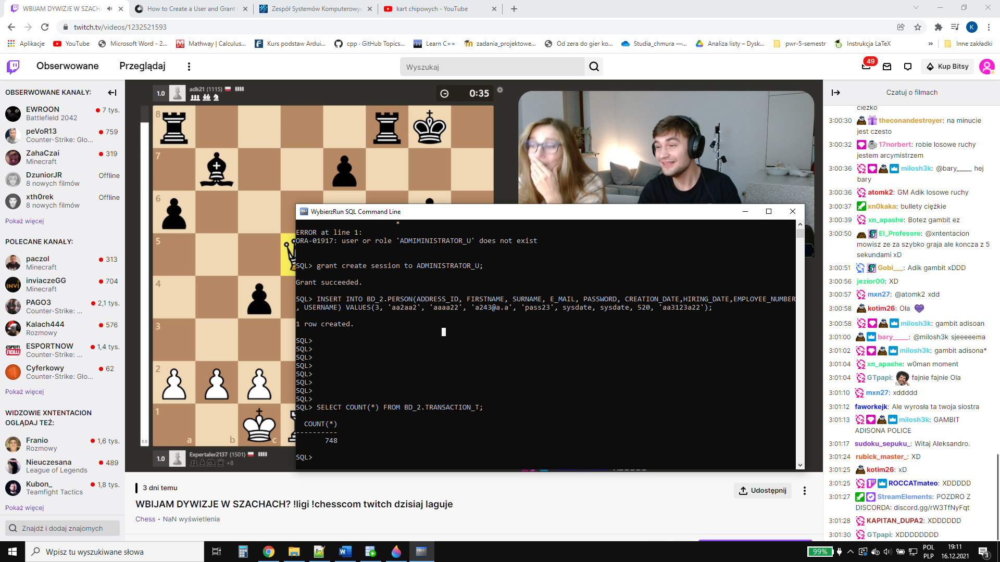 WBIJAM DYWIZJE W SZACHA
How to Create a User and Grant
Zespół Systemów Komputerowyc
kart chipowych - YouTube
twitch.tv/videos/1232521593
K
Aplikacje
YouTube
Microsoft Word - 2...
Mathway | Calculus...
Kurs podstaw Ardui...
cpp · GitHub Topics...
Learn C++
zadania_projektowe...
Od zera do gier ko...
Studia_chmura —...
Analiza listy – Dysk...
pwr-5-semestr
Instrukcja LaTeX
»
Inne zakładki
Obserwowane
Przeglądaj
Wyszukaj
49
Kup Bitsy
OBSERWOWANE KANAŁY:
EWROON
7 tys.
Battlefield 2042
peVoR13
759
Counter-Strike: Glo...
ZahaCzai
319
Minecraft
DzuniorJR
Offline
8 nowych filmów
xth0rek
Offline
8 nowych filmów
Pokaż więcej
POLECANE KANAŁY:
paczol
313
Minecraft
inviaczeGG
704
Minecraft
PAGO3
2,1 tys.
Counter-Strike: ...
Kalach444
576
Rozmowy
ESPORTNOW
1,4 tys.
Counter-Strike: ...
Cyferkowy
62
Counter-Strike: Glo...
Pokaż więcej
WIDZOWIE XNTENTACION
OGLĄDAJ TEŻ:
Franio
1,6 tys.
Rozmowy
Nieuczesana
489
League of Legends
Kubon_
1,8 tys.
Teamfight Tactics
Pokaż więcej
Znajdź i dodaj znajomych
1.0
adk21 (1115)
0:35
8
7
6
5
4
3
2
1
a
b
c
5.0
1.0
Expertaler2137 (1501)
+8
WybierzRun SQL Command Line
*
ERROR at line 1:
ORA-01917: user or role 'ADMIMINISTRATOR_U' does not exist
SQL> grant create session to ADMINISTRATOR_U;
Grant succeeded.
SQL> INSERT INTO BD_2.PERSON(ADDRESS_ID, FIRSTNAME, SURNAME, E_MAIL, PASSWORD, CREATION_DATE,HIRING_DATE,EMPLOYEE_NUMBER
, USERNAME) VALUES(3, 'aa2aa2', 'aaaa22', 'a243@a.a', 'pass23', sysdate, sysdate, 520, 'aa3123a22');
1 row created.
SQL>
SQL>
SQL>
SQL>
SQL>
SQL>
SQL>
SQL>
SQL> SELECT COUNT(*) FROM BD_2.TRANSACTION_T;
COUNT(*)
----------
748
SQL>
3 dni temu
Udostępnij
WBIJAM DYWIZJE W SZACHACH? !ligi !chesscom twitch dzisiaj laguje
Chess · NaN wyświetlenia
Czatuj o filmach
ciezko
3:00:30 theconandestroyer: na minucie
jest czesto
3:00:32 17norbert: robie losowe ruchy
jestem arcymistrzem
3:00:36 milosh3k: @bary_____ hej
bary
3:00:36 atomk2: GM Adik losowe ruchy
3:00:37 xn0kaka: bullety ciężkie
3:00:39 xn_apashe: Botez gambit ez
3:00:50 El_Profesore: @xntentacion
mowisz ze za szybko graja ale koncza z 5
sekundami xD
3:00:51 Gobi___: Adik gambit xDDD
3:00:56 jezior00: XD
3:00:57 mxn27: @atomk2 xdd
3:00:58 kotim26: Ola
3:00:58 milosh3k: gambit adisoan
3:01:00 bary_____: @milosh3k sjeeeeema
3:01:02 milosh3k: gambit adisona*
3:01:04 xn_apashe: w0man moment
3:01:04 GTpapi: fajnie fajnie Ola
3:01:10 mxn27: xddddd
3:01:12 faworkejk: Ale wyrosła ta twoja siostra
3:01:13 milosh3k: GAMBIT
ADISONA POLICE
3:01:17 sudoku_sepuku_: Witaj Aleksandro.
3:01:24 rubick_master_: XD
3:01:25 kotim26: xD
3:01:25 ROCCATmateo: XDDDDD
3:01:27 StreamElements: POZDRO Z
DISCORDA: discord.gg/rW3TfNyFqt
3:01:28 KAPITAN_DUPA2: XDDDDDD
3:01:30 GTpapi: XDDDDDDDD
Wpisz tu wyszukiwane słowa
99%
POL
PLP
19:11
16.12.2021
3